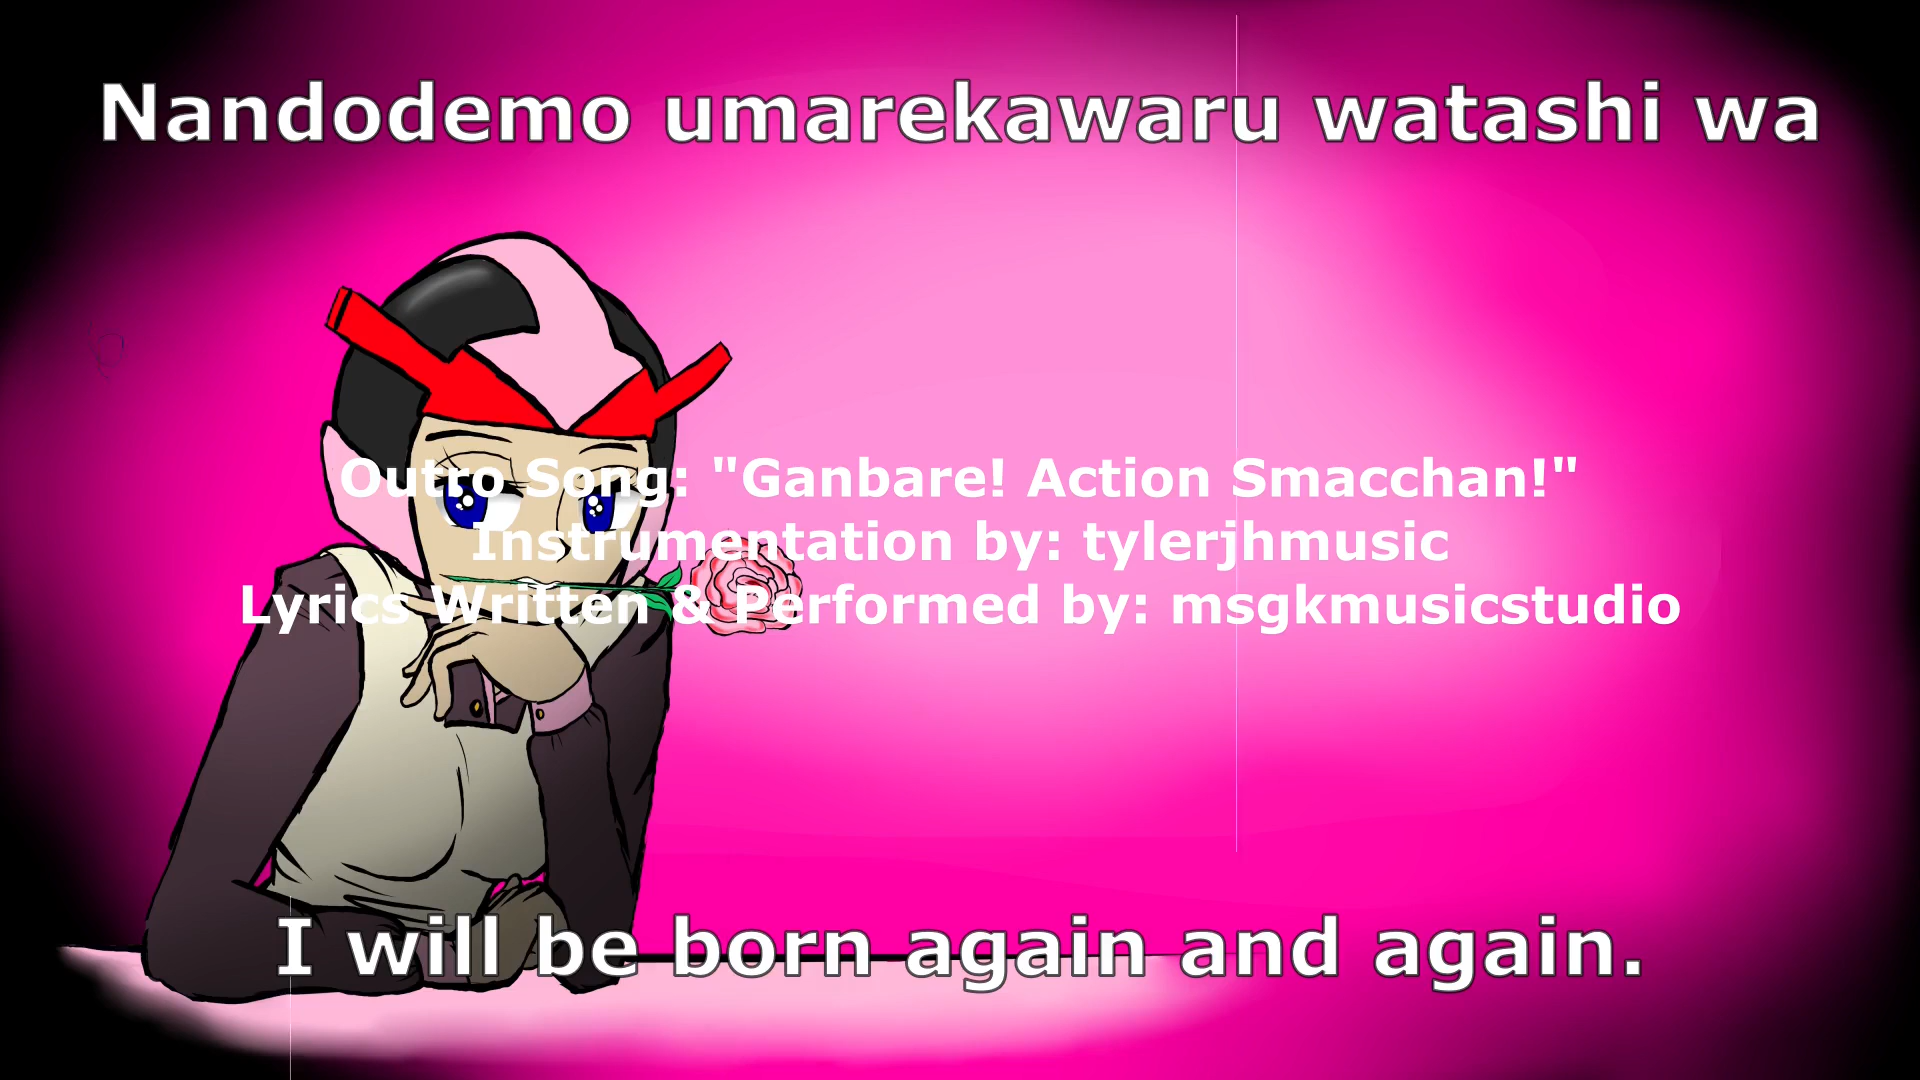 Nandodemo umarekawaru watashi wa
Outro Song: "Ganbare! Action Smacchan!"
Instrumentation by: tylerjhmusic
Lyrics Written & Performed by: msgkmusicstudio
I will be born again and again.